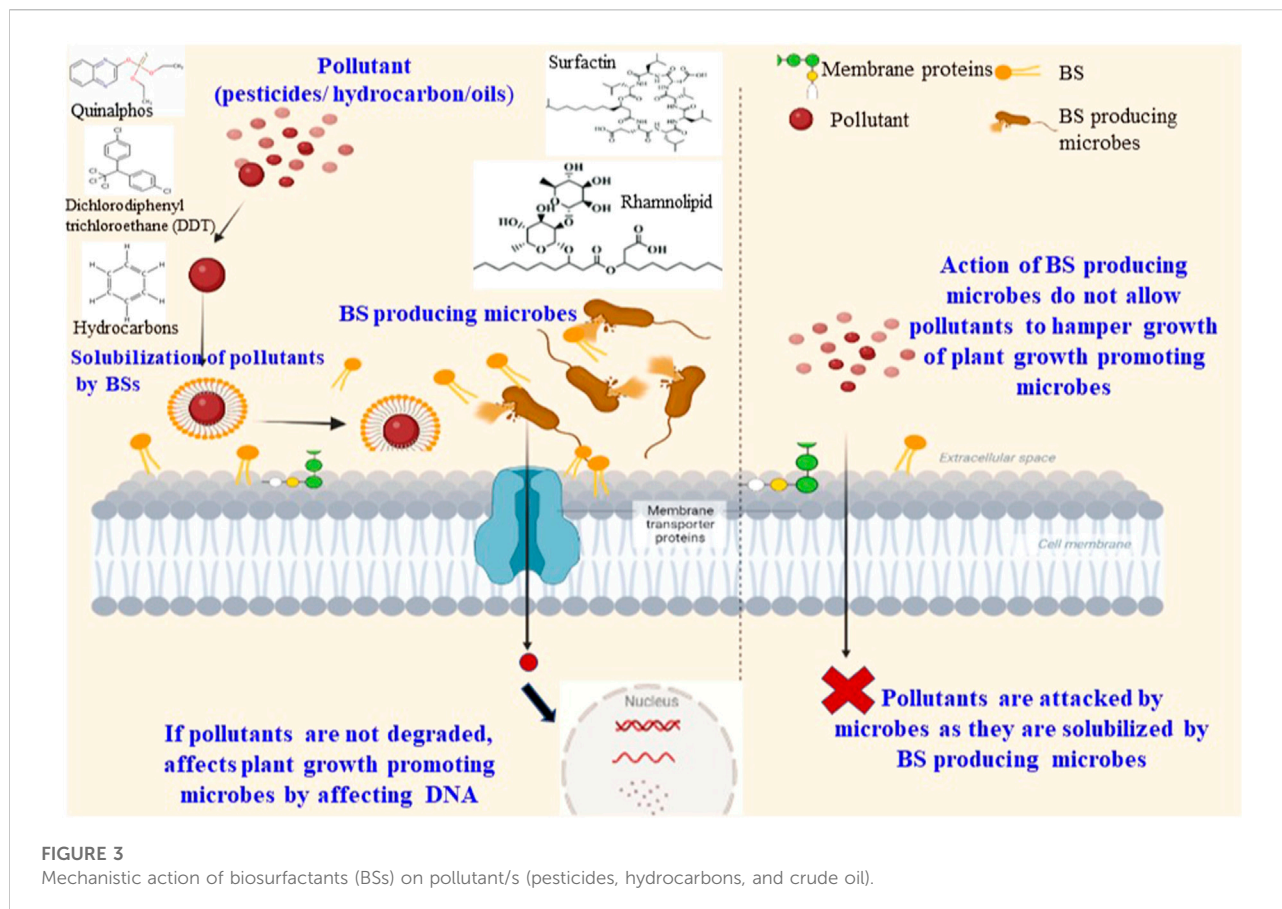 Quinalphos
Dichlorodiphenyl
trichloroethane (DDT)
Hydrocarbons
Pollutant
(pesticides/ hydrocarbon/oils)
Surfactin
Rhamnolipid
Membrane proteins
BS
Pollutant
BS producing
microbes
Solubilization of pollutants
by BSs
BS producing microbes
Action of BS producing
microbes do not allow
pollutants to hamper growth
of plant growth promoting
microbes
Extracellular space
Membrane
transporter
proteins
Cell membrane
If pollutants are not degraded,
affects plant growth promoting
microbes by affecting DNA
Nucleus
Pollutants are attacked by
microbes as they are solubilized by
BS producing microbes
FIGURE 3
Mechanistic action of biosurfactants (BSs) on pollutant/s (pesticides, hydrocarbons, and crude oil).